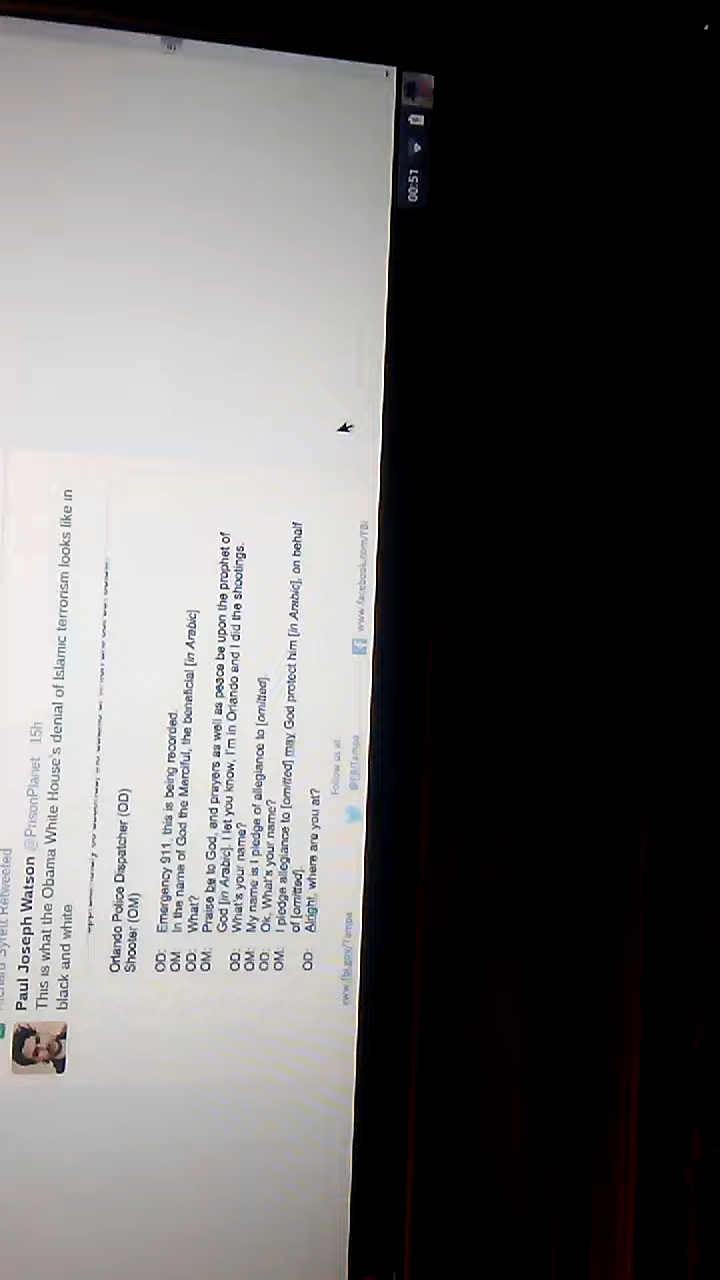 Retweeted
Paul Joseph Watson @PrisonPlanet 15h
This is what the Obama White House's denial of Islamic terrorism looks like in
black and white
Orlando Police Dispatcher (OD)
Shooter (OM)
OD: Emergency 911, this is being recorded.
OM: In the name of God the Merciful, the beneficial [in Arabic]
OD: What?
OM: Praise be to God, and prayers as well as peace be upon the prophet of
God [in Arabic]. I let you know, I'm in Orlando and I did the shootings.
OD: What's your name?
OM: My name is I pledge of allegiance to [omitted].
OD: Ok, What's your name?
OM: I pledge allegiance to [omitted] may God protect him [in Arabic], on behalf
of [omitted].
OD: Alright, where are you at?
Follow us at
www.fbi.gov/Tampa @FBITampa www.facebook.com/FBI
00:51